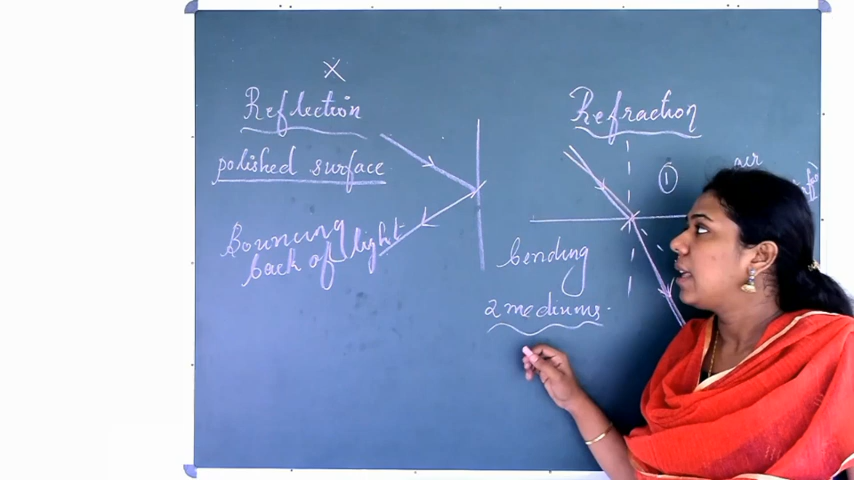 Reflection
polished surface
Bouncing
back of light
Refraction
1
air
bending
2 mediums.